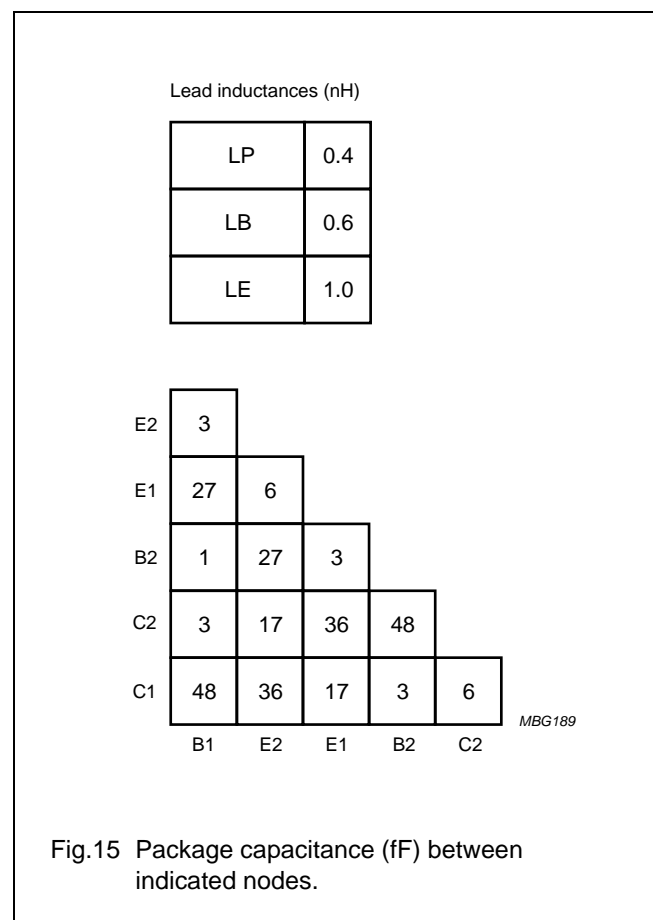 Lead inductances (nH)
LP 0.4
LB 0.6
LE 1.0
E2 3
E1 27 6
B2 1 27 3
C2 3 17 36 48
C1 48 36 17 3 6
MBG189
B1 E2 E1 B2 C2
Fig.15 Package capacitance (fF) between
indicated nodes.